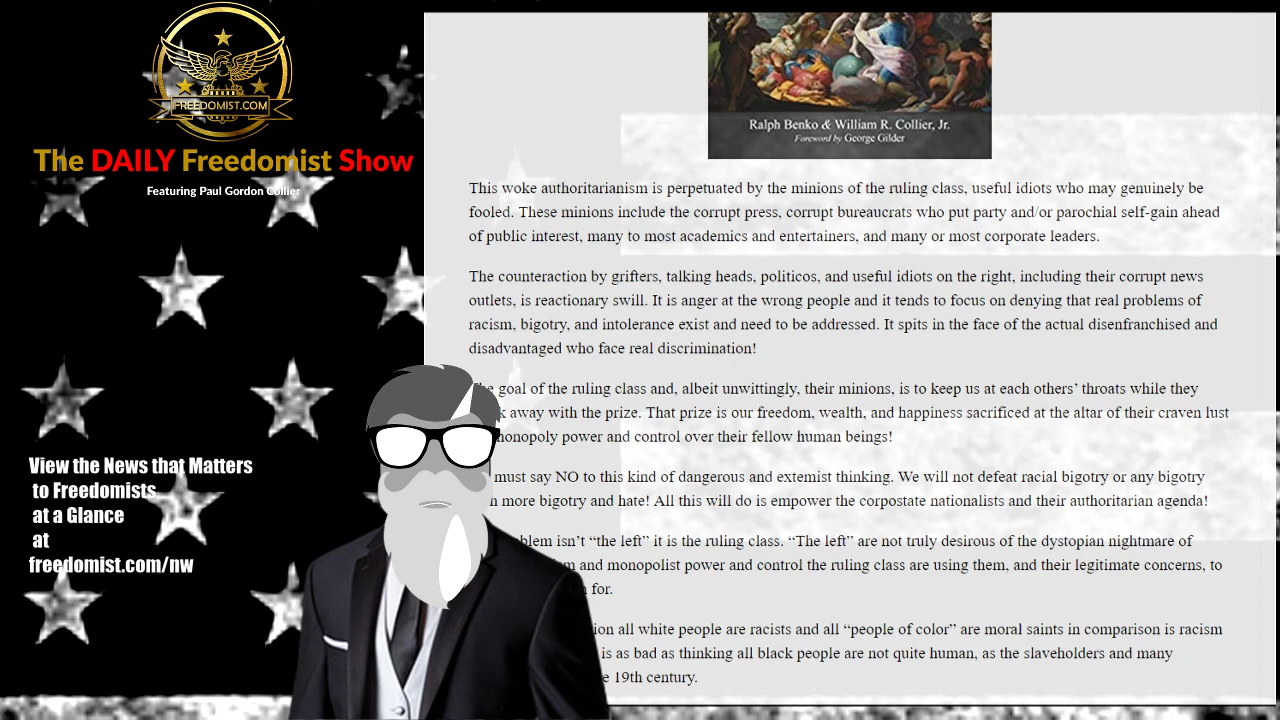 FREEDOMIST.COM
The DAILY Freedomist Show
Featuring Paul Gordon Collier
View the News that Matters
to Freedomists
at a Glance
at
freedomist.com/nw
Ralph Benko & William R. Collier, Jr.
Foreword by George Gilder
This woke authoritarianism is perpetuated by the minions of the ruling class, useful idiots who may genuinely be
fooled. These minions include the corrupt press, corrupt bureaucrats who put party and/or parochial self-gain ahead
of public interest, many to most academics and entertainers, and many or most corporate leaders.
The counteraction by grifters, talking heads, politicos, and useful idiots on the right, including their corrupt news
outlets, is reactionary swill. It is anger at the wrong people and it tends to focus on denying that real problems of
racism, bigotry, and intolerance exist and need to be addressed. It spits in the face of the actual disenfranchised and
disadvantaged who face real discrimination!
goal of the ruling class and, albeit unwittingly, their minions, is to keep us at each others’ throats while they
away with the prize. That prize is our freedom, wealth, and happiness sacrificed at the altar of their craven lust
monopoly power and control over their fellow human beings!
must say NO to this kind of dangerous and extemist thinking. We will not defeat racial bigotry or any bigotry
more bigotry and hate! All this will do is empower the corpostate nationalists and their authoritarian agenda!
isn’t “the left” it is the ruling class. “The left” are not truly desirous of the dystopian nightmare of
and monopolist power and control the ruling class are using them, and their legitimate concerns, to
for.
all white people are racists and all “people of color” are moral saints in comparison is racism
is as bad as thinking all black people are not quite human, as the slaveholders and many
19th century.